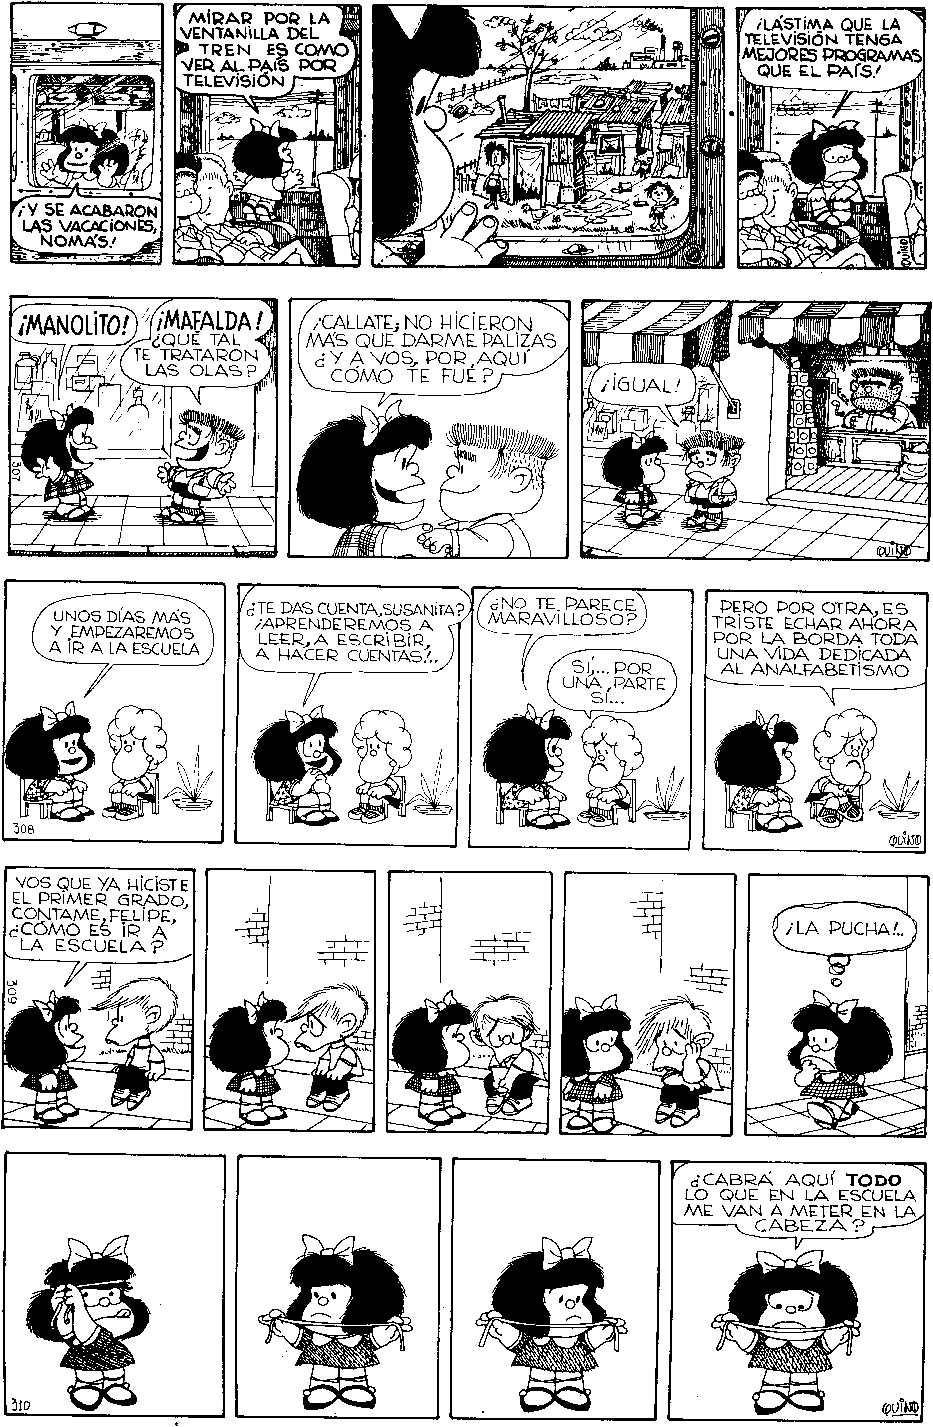 ¡Y SE ACABARON
LAS VACACIONES,
NOMÁS!
MIRAR POR LA
VENTANILLA DEL
TREN ES COMO
VER AL PAÍS POR
TELEVISIÓN
¡LÁSTIMA QUE LA
TELEVISIÓN TENGA
MEJORES PROGRAMAS
QUE EL PAÍS!
QUINO
¡MANOLITO!
¡MAFALDA!
¿QUÉ TAL
TE TRATARON
LAS OLAS?
307
¡CALLATE, NO HICIERON
MÁS QUE DARME PALIZAS
¿Y A VOS, POR AQUÍ
CÓMO TE FUÉ?
¡IGUAL!
QUINO
UNOS DÍAS MÁS
Y EMPEZAREMOS
A IR A LA ESCUELA
308
¿TE DAS CUENTA, SUSANITA?
¡APRENDEREMOS A
LEER, A ESCRIBIR,
A HACER CUENTAS!..
¿NO TE PARECE
MARAVILLOSO?
SÍ,... POR
UNA PARTE
SÍ...
PERO POR OTRA, ES
TRISTE ECHAR AHORA
POR LA BORDA TODA
UNA VIDA DEDICADA
AL ANALFABETISMO
QUINO
VOS QUE YA HICISTE
EL PRIMER GRADO,
CONTAME, FELIPE,
¿CÓMO ES IR A
LA ESCUELA?
309
¡LA PUCHA!..
310
¿CABRÁ AQUÍ TODO
LO QUE EN LA ESCUELA
ME VAN A METER EN LA
CABEZA?
QUINO